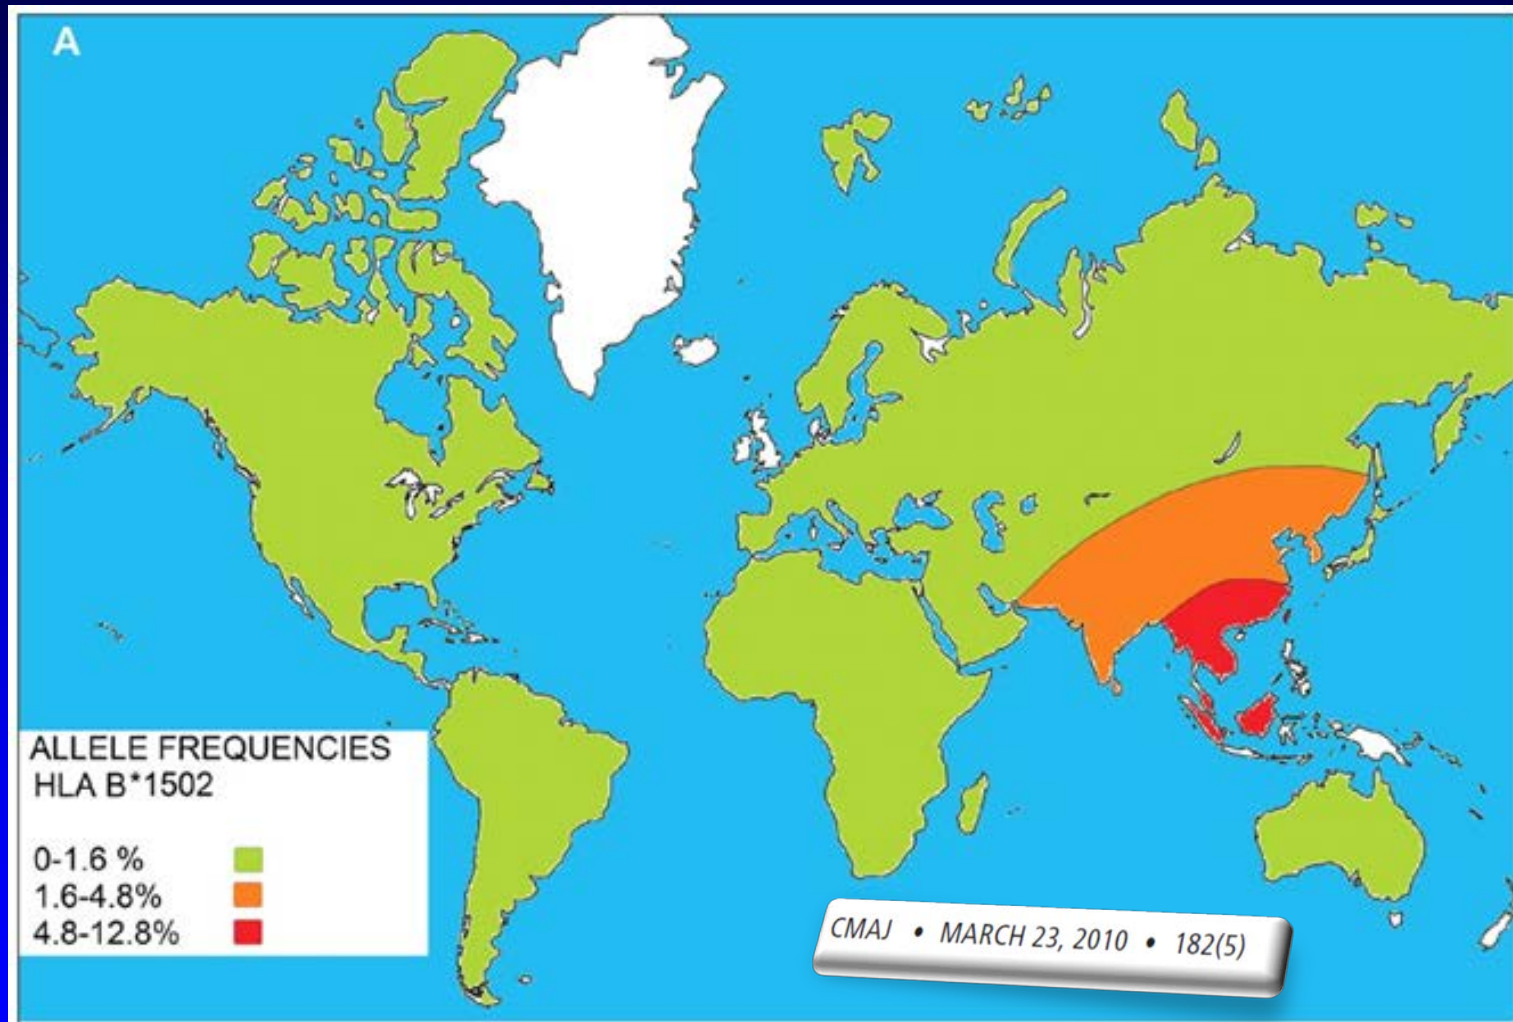 A
ALLELE FREQUENCIES
HLA B*1502
0-1.6 %
1.6-4.8%
4.8-12.8%
CMAJ • MARCH 23, 2010 • 182(5)